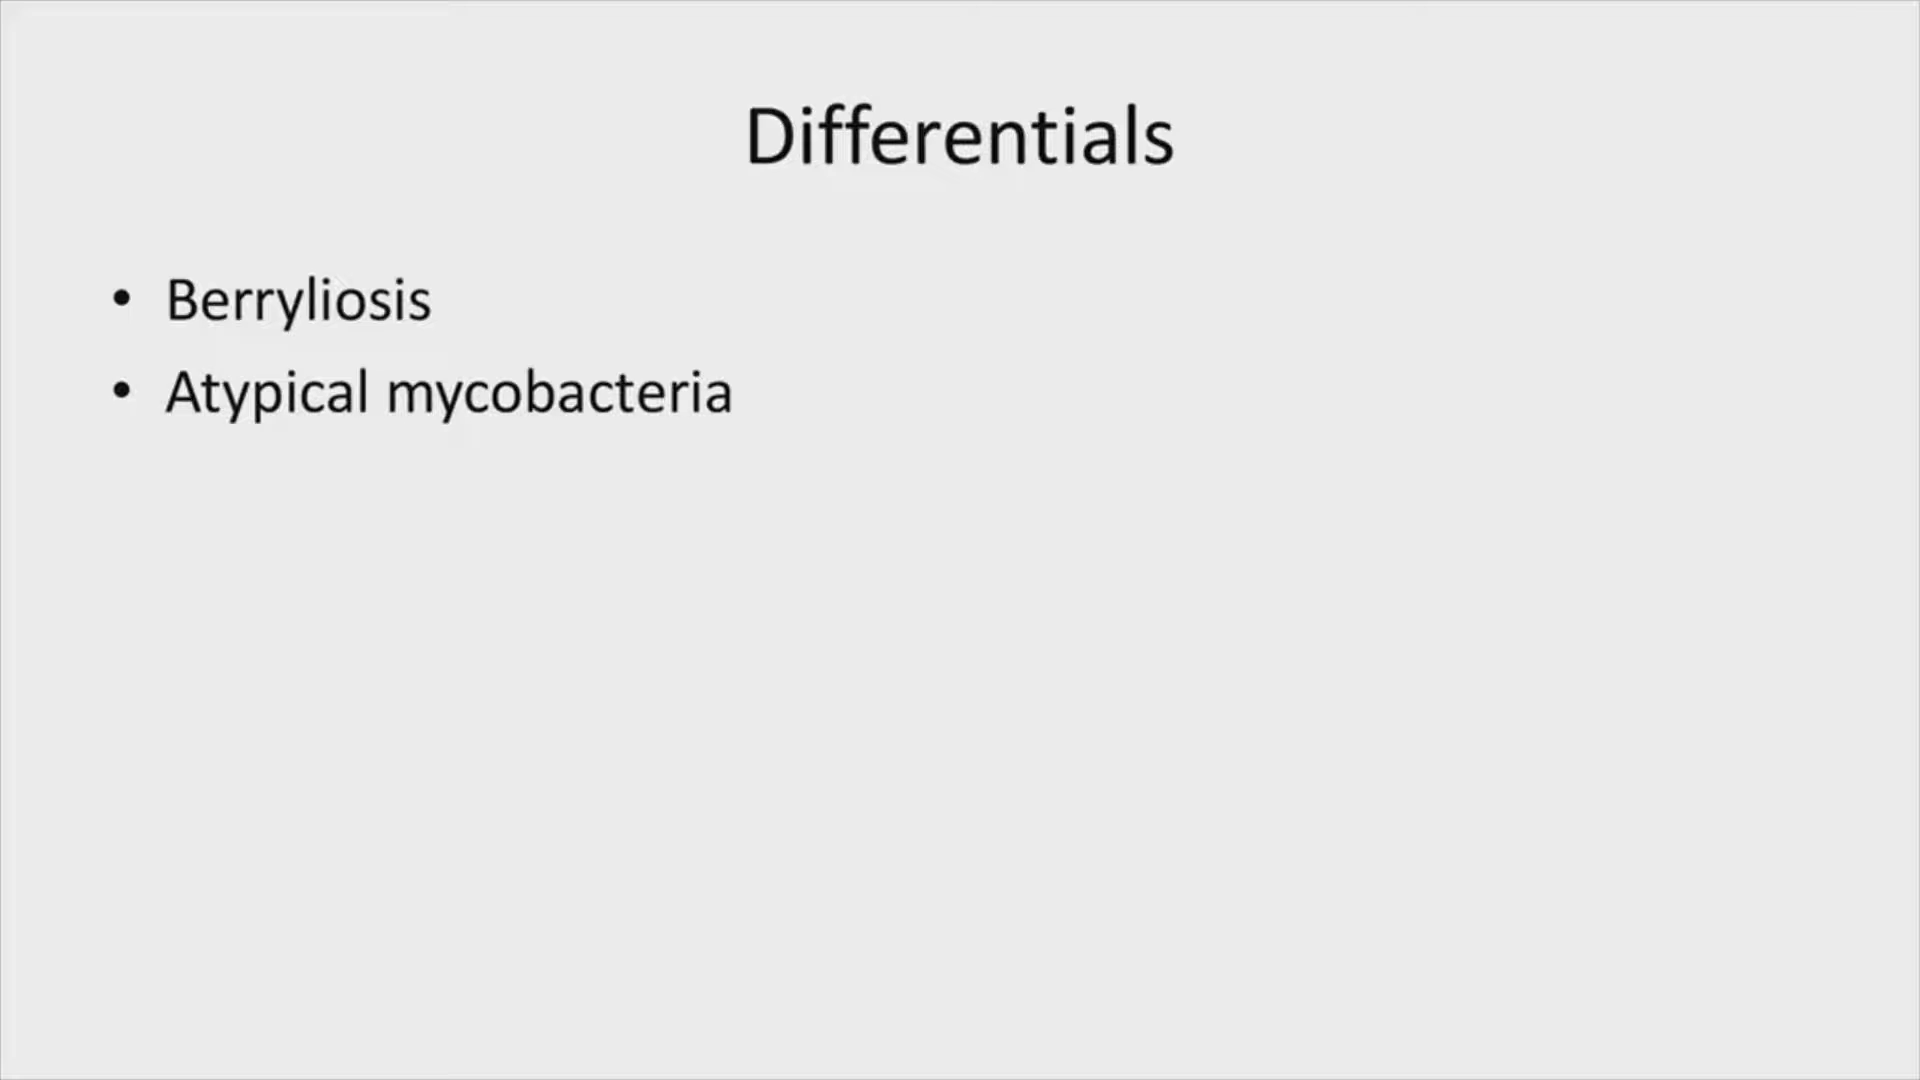 Differentials
• Berryliosis
• Atypical mycobacteria